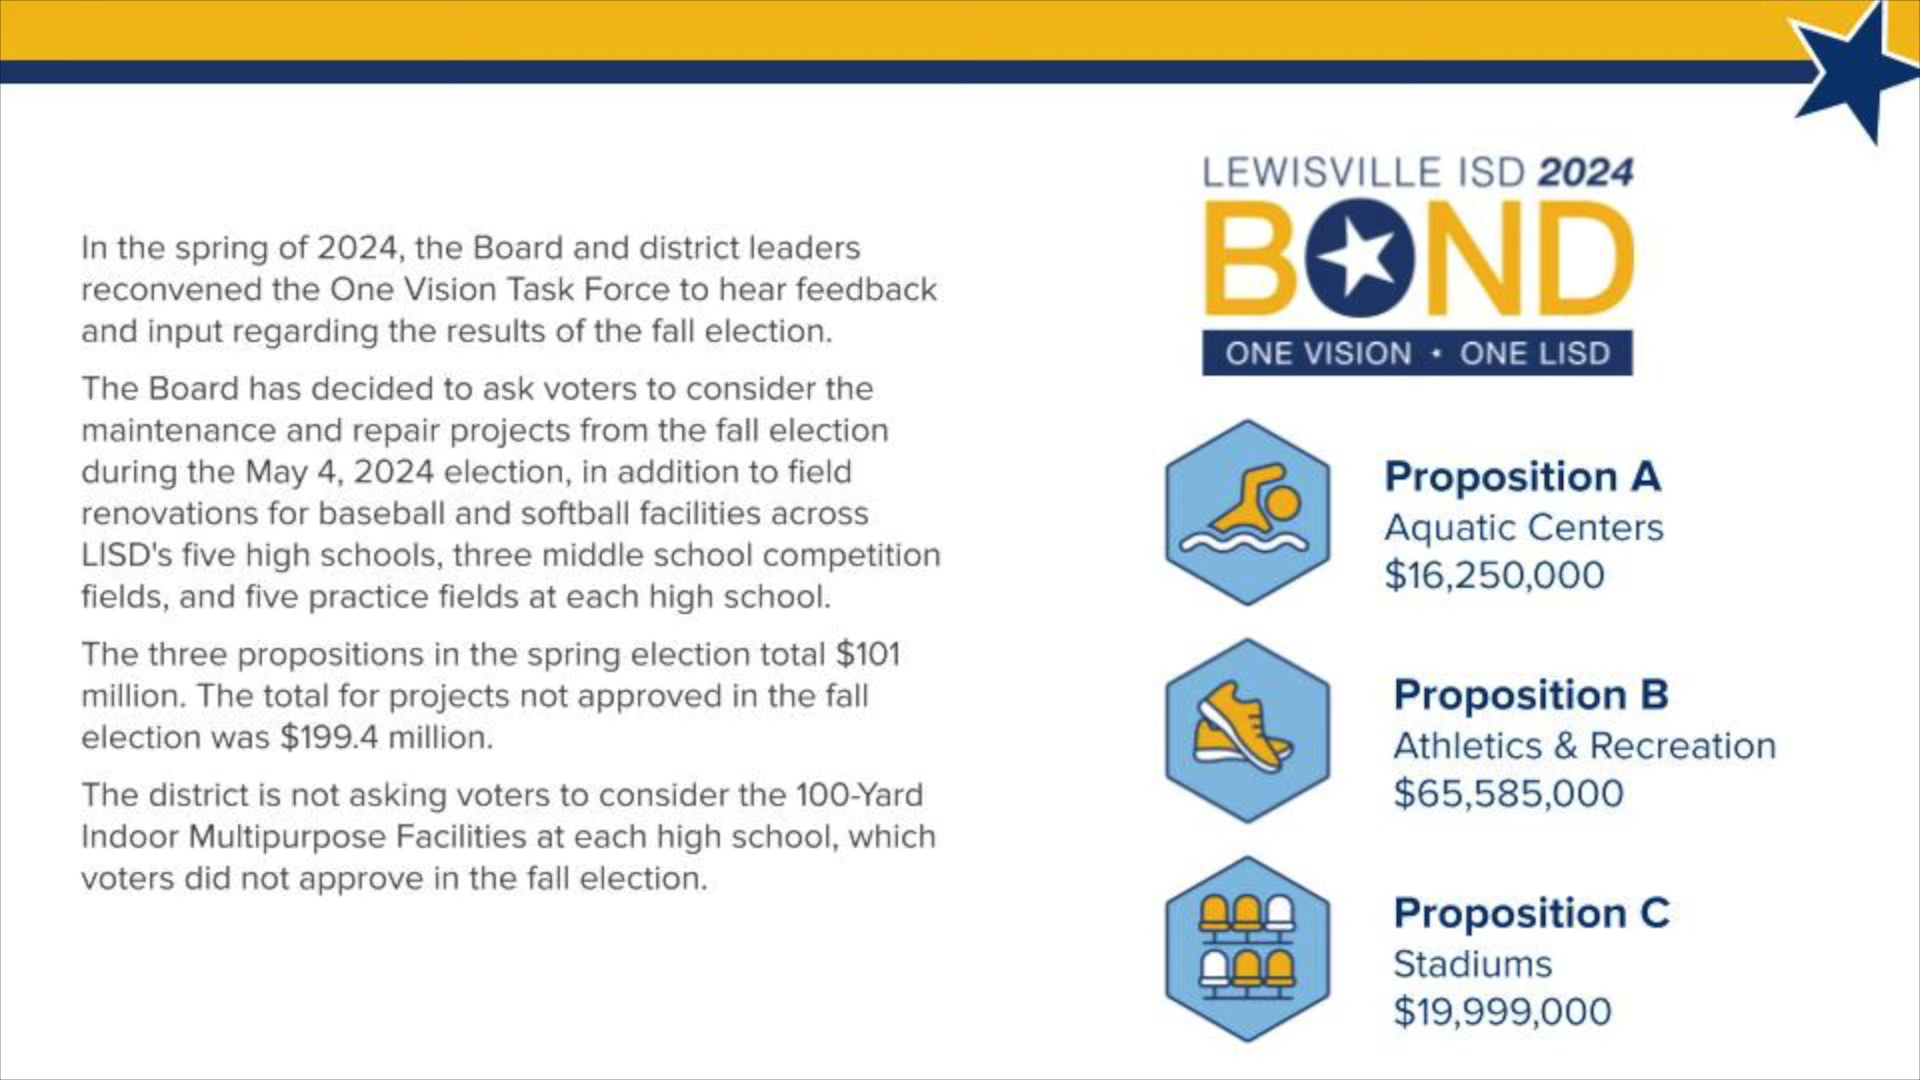 In the spring of 2024, the Board and district leaders
reconvened the One Vision Task Force to hear feedback
and input regarding the results of the fall election.
The Board has decided to ask voters to consider the
maintenance and repair projects from the fall election
during the May 4, 2024 election, in addition to field
renovations for baseball and softball facilities across
LISD's five high schools, three middle school competition
fields, and five practice fields at each high school.
The three propositions in the spring election total $101
million. The total for projects not approved in the fall
election was $199.4 million.
The district is not asking voters to consider the 100-Yard
Indoor Multipurpose Facilities at each high school, which
voters did not approve in the fall election.
LEWISVILLE ISD 2024
BOND
ONE VISION • ONE LISD
Proposition A
Aquatic Centers
$16,250,000
Proposition B
Athletics & Recreation
$65,585,000
Proposition C
Stadiums
$19,999,000